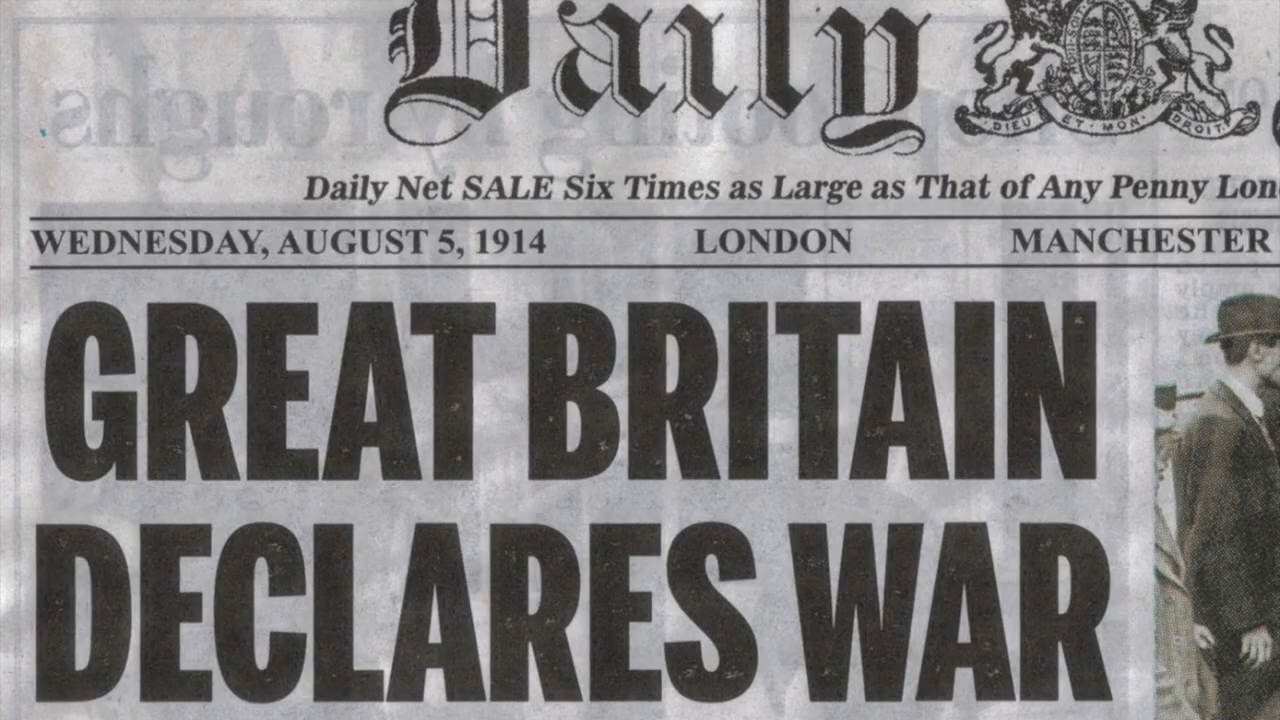 Daily
DIEU ET MON DROIT
Daily Net SALE Six Times as Large as That of Any Penny Lon
WEDNESDAY, AUGUST 5, 1914 LONDON MANCHESTER
GREAT BRITAIN
DECLARES WAR